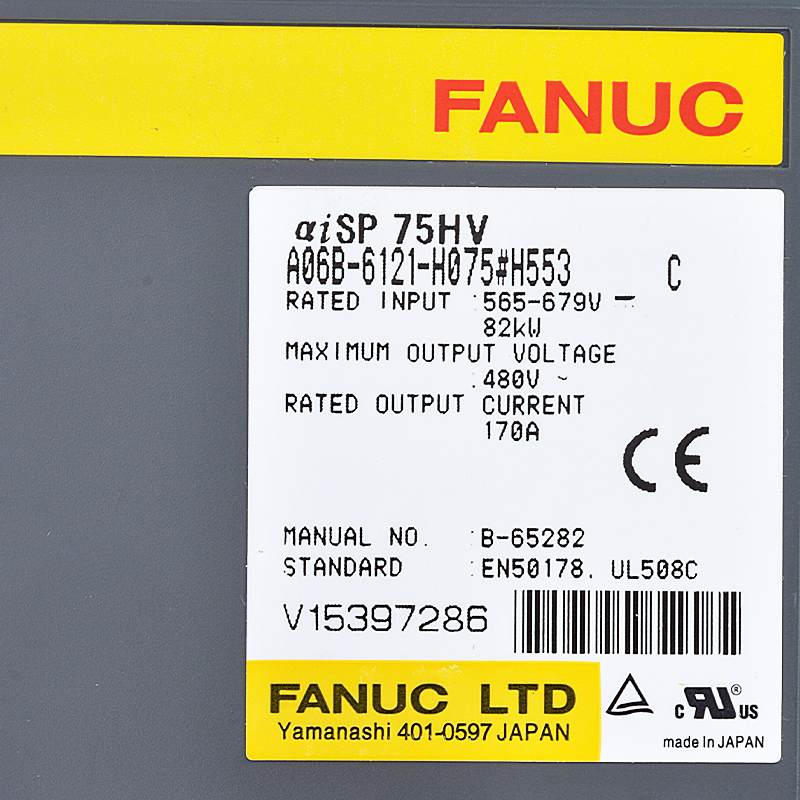 FANUC
αiSP 75HV
A06B-6121-H075#H553 C
RATED INPUT :565-679V ⎓
82kW
MAXIMUM OUTPUT VOLTAGE
:480V ~
RATED OUTPUT CURRENT
170A
CE
MANUAL NO. :B-65282
STANDARD :EN50178. UL508C
V15397286
FANUC LTD
Yamanashi 401-0597 JAPAN
c RU ® US
made In JAPAN